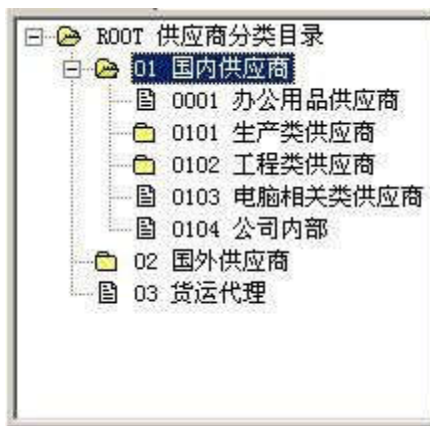 ROOT 供应商分类目录
01 国内供应商
0001 办公用品供应商
0101 生产类供应商
0102 工程类供应商
0103 电脑相关类供应商
0104 公司内部
02 国外供应商
03 货运代理